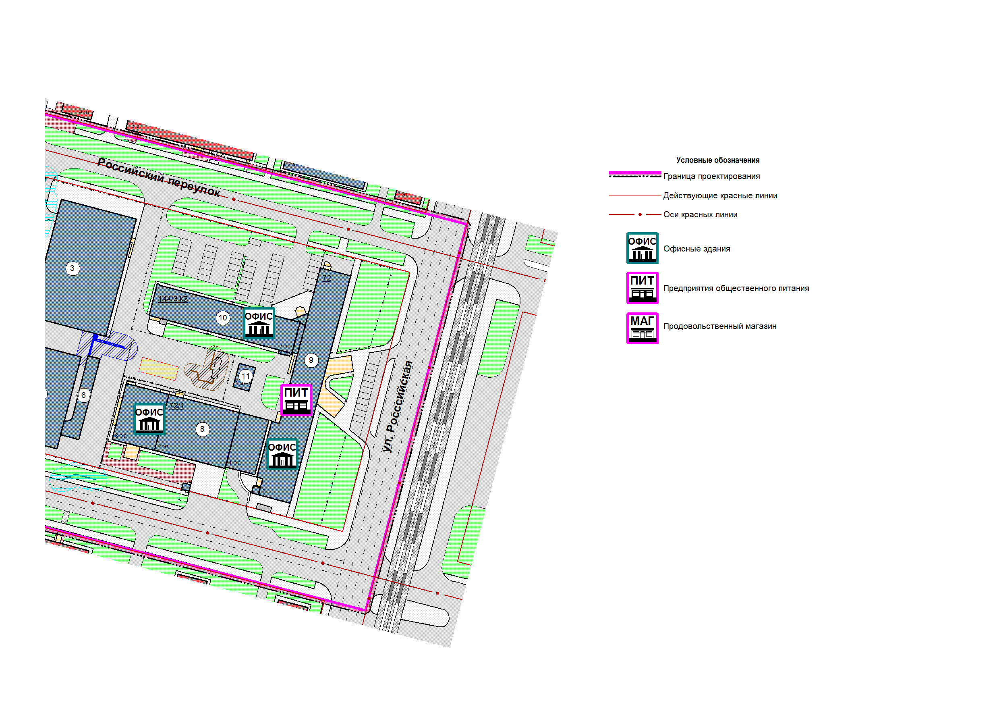 4 эт.
3 эт.
2 эт.
2 эт.
Российский переулок
3
72
144/3 k2
10
ОФИС
7 эт.
9
11
1 эт.
6
ПИТ
72/1
ОФИС
8
3 эт.
2 эт.
ОФИС
1 эт.
2 эт.
ул. Росссийская
Условные обозначения
Граница проектирования
Действующие красные линии
Оси красных линии
ОФИС
Офисные здания
ПИТ
Предприятия общественного питания
МАГ
Продовольственный магазин